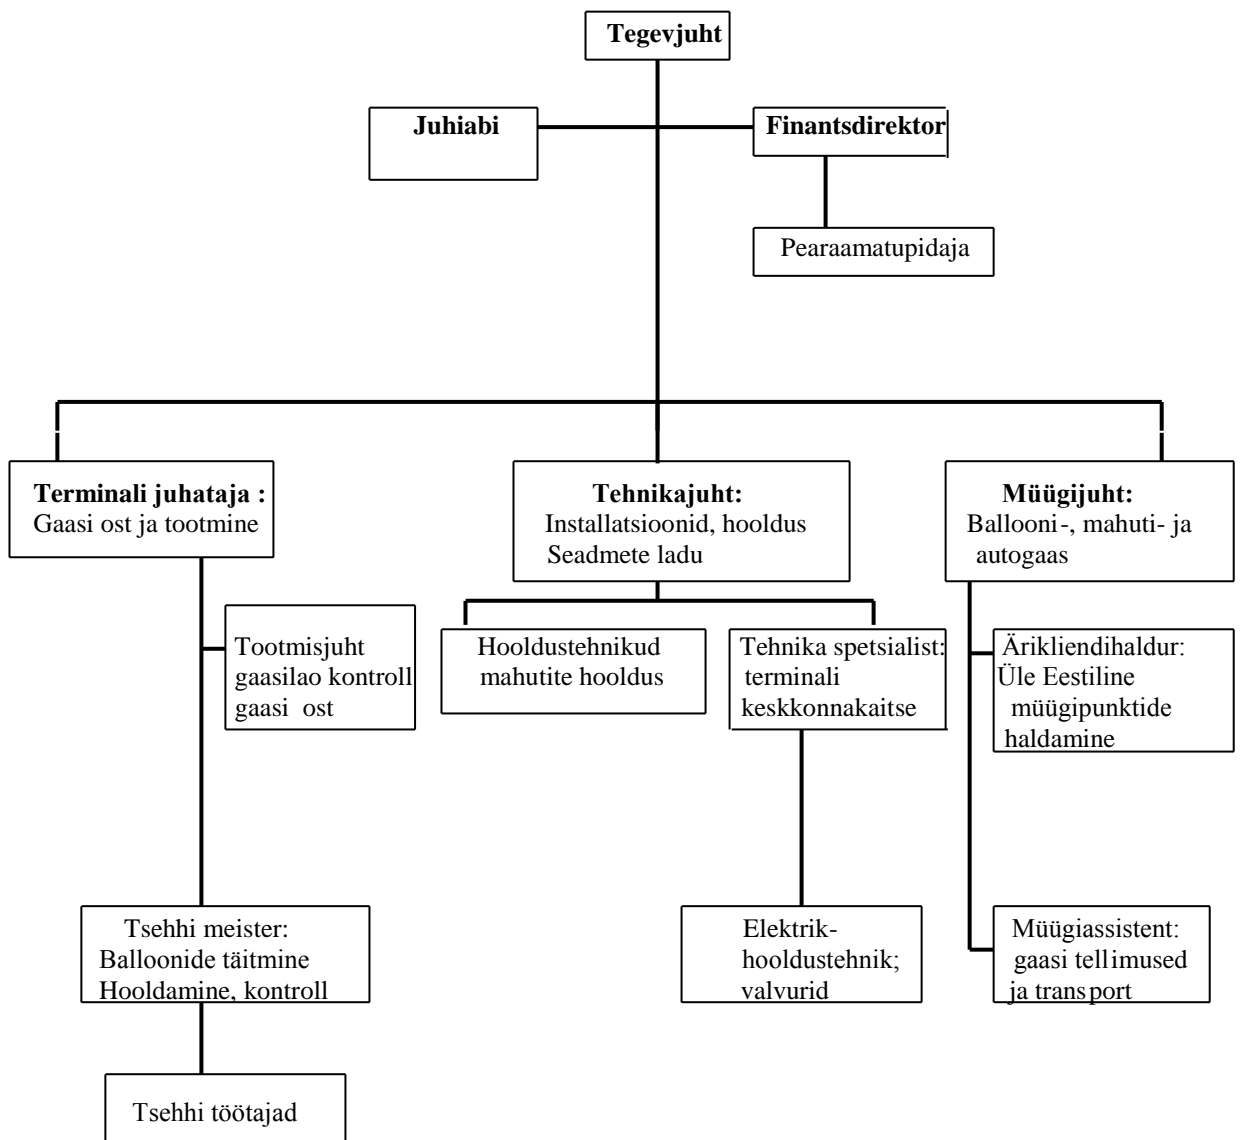 Tegevjuht
Juhiabi
Finantsdirektor
Pearaamatupidaja
Terminali juhataja :
Gaasi ost ja tootmine
Tehnikajuht:
Installatsioonid, hooldus
Seadmete ladu
Müügijuht:
Ballooni-, mahuti- ja
autogaas
Tootmisjuht
gaasilao kontroll
gaasi ost
Hooldustehnikud
mahutite hooldus
Tehnika spetsialist:
terminali
keskkonnakaitse
Ärikliendihaldur:
Üle Eestiline
müügipunktide
haldamine
Tsehhi meister:
Balloonide täitmine
Hooldamine, kontroll
Elektrik-
hooldustehnik;
valvurid
Müügiassistent:
gaasi tellimused
ja transport
Tsehhi töötajad